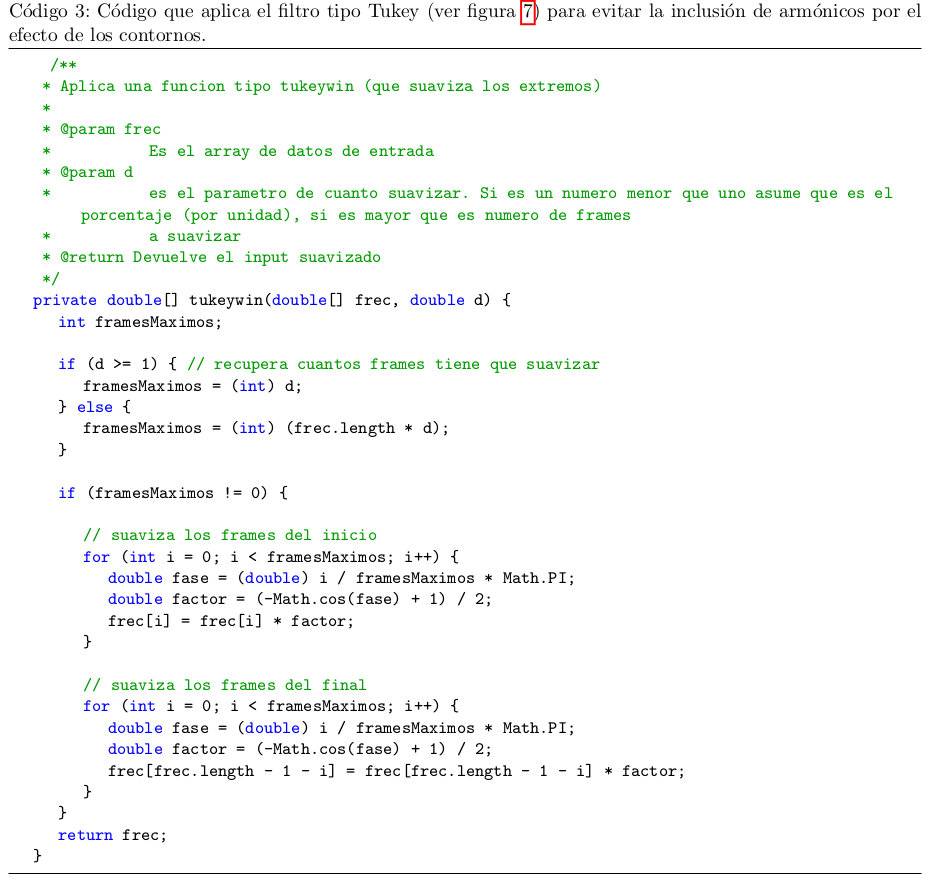 Código 3: Código que aplica el filtro tipo Tukey (ver figura 7) para evitar la inclusión de armónicos por el
efecto de los contornos.
/**
* Aplica una funcion tipo tukeywin (que suaviza los extremos)
*
* @param frec
* Es el array de datos de entrada
* @param d
* es el parametro de cuanto suavizar. Si es un numero menor que uno asume que es el
porcentaje (por unidad), si es mayor que es numero de frames
* a suavizar
* @return Devuelve el input suavizado
*/
private double[] tukeywin(double[] frec, double d) {
int framesMaximos;
if (d >= 1) { // recupera cuantos frames tiene que suavizar
framesMaximos = (int) d;
} else {
framesMaximos = (int) (frec.length * d);
}
if (framesMaximos != 0) {
// suaviza los frames del inicio
for (int i = 0; i < framesMaximos; i++) {
double fase = (double) i / framesMaximos * Math.PI;
double factor = (-Math.cos(fase) + 1) / 2;
frec[i] = frec[i] * factor;
}
// suaviza los frames del final
for (int i = 0; i < framesMaximos; i++) {
double fase = (double) i / framesMaximos * Math.PI;
double factor = (-Math.cos(fase) + 1) / 2;
frec[frec.length - 1 - i] = frec[frec.length - 1 - i] * factor;
}
}
return frec;
}